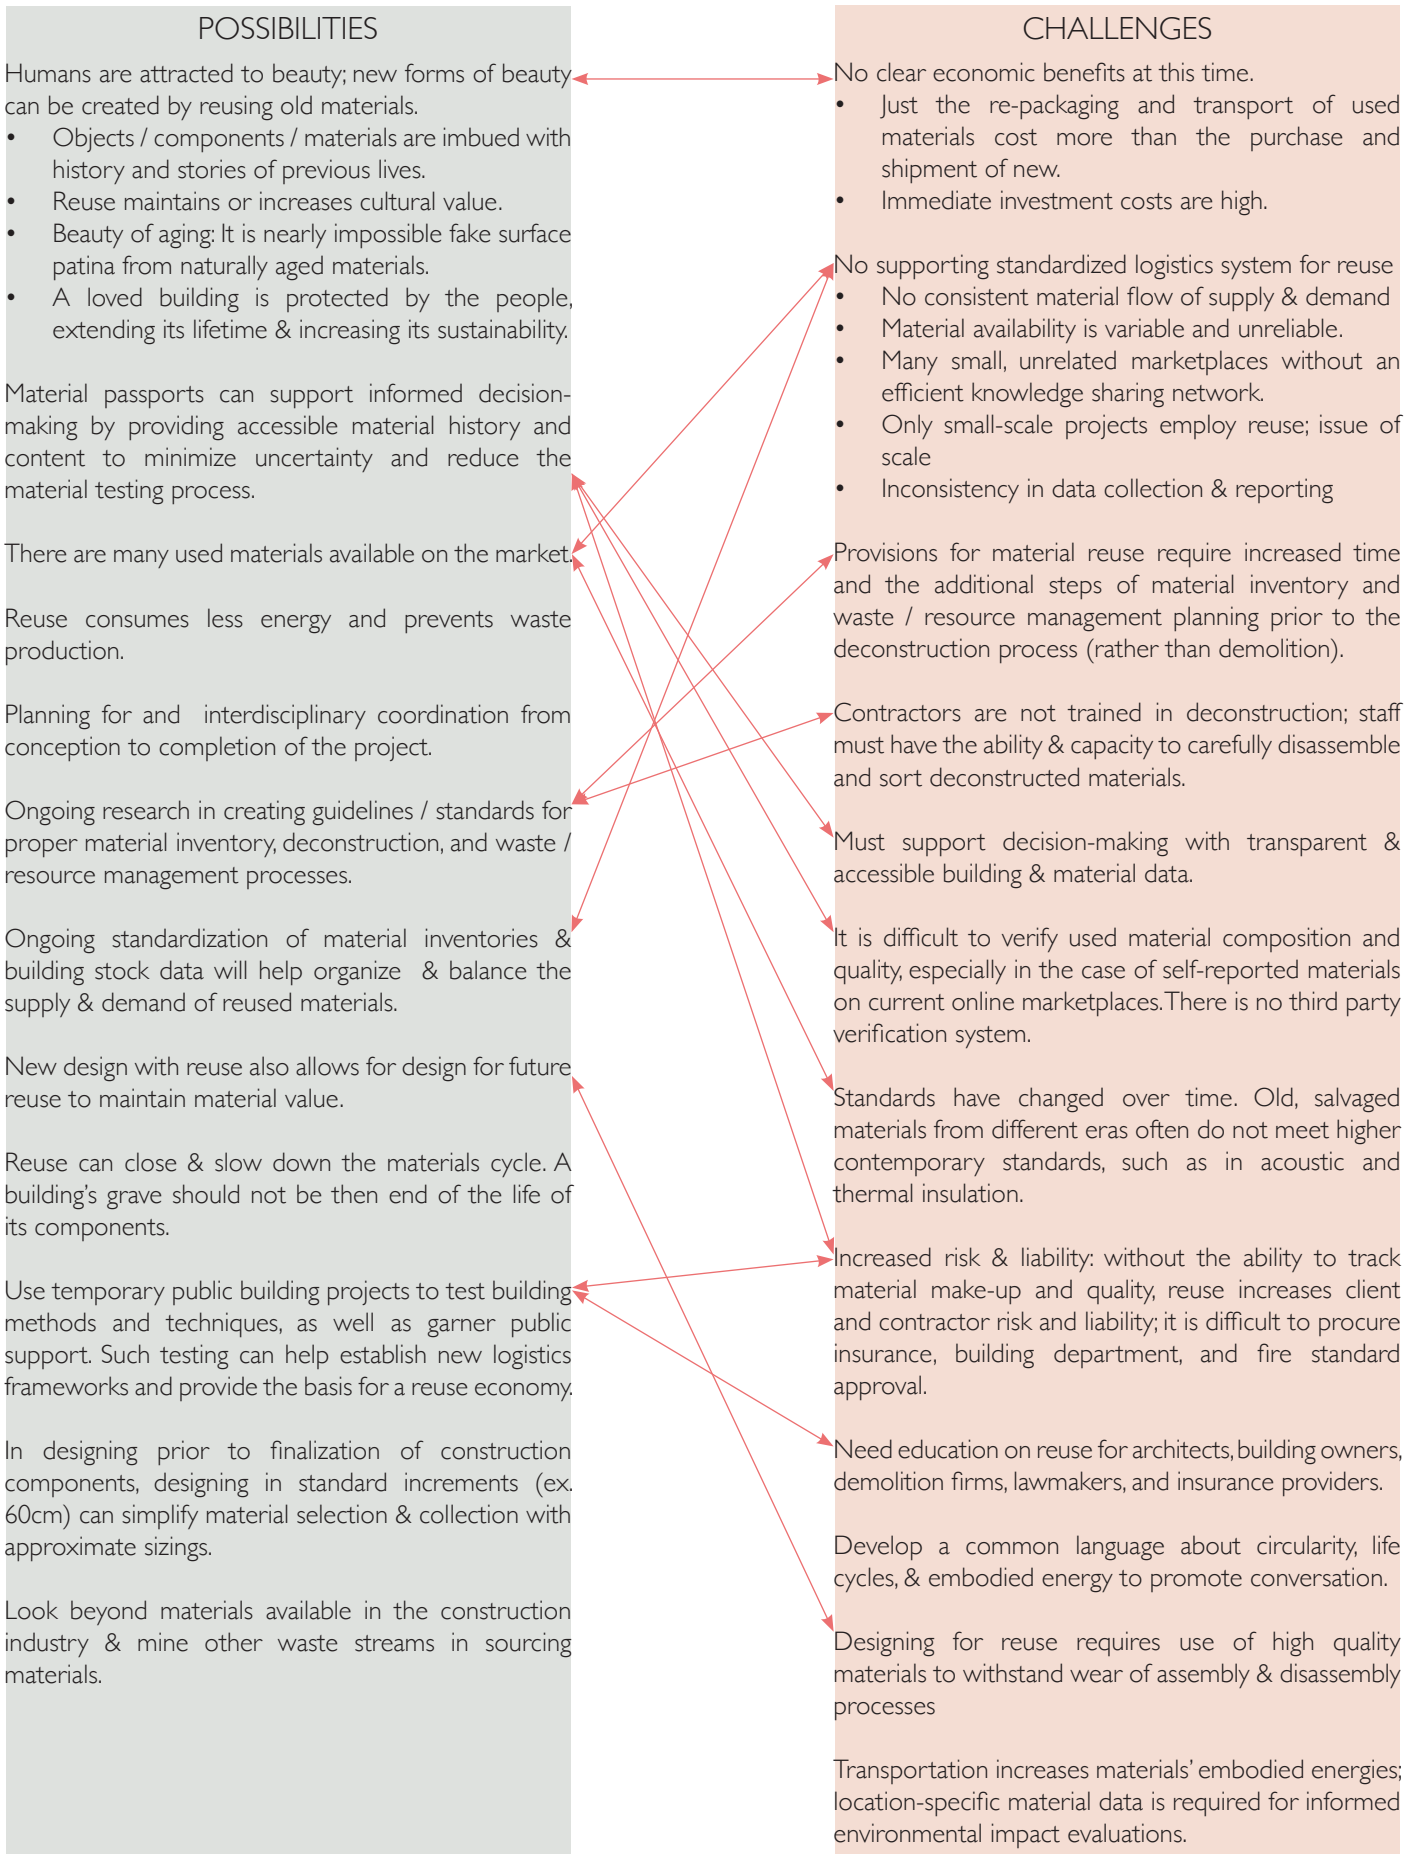 POSSIBILITIES
Humans are attracted to beauty; new forms of beauty
can be created by reusing old materials.
• Objects / components / materials are imbued with
history and stories of previous lives.
• Reuse maintains or increases cultural value.
• Beauty of aging: It is nearly impossible fake surface
patina from naturally aged materials.
• A loved building is protected by the people,
extending its lifetime & increasing its sustainability.
Material passports can support informed decision-
making by providing accessible material history and
content to minimize uncertainty and reduce the
material testing process.
There are many used materials available on the market.
Reuse consumes less energy and prevents waste
production.
Planning for and interdisciplinary coordination from
conception to completion of the project.
Ongoing research in creating guidelines / standards for
proper material inventory, deconstruction, and waste /
resource management processes.
Ongoing standardization of material inventories &
building stock data will help organize & balance the
supply & demand of reused materials.
New design with reuse also allows for design for future
reuse to maintain material value.
Reuse can close & slow down the materials cycle. A
building's grave should not be then end of the life of
its components.
Use temporary public building projects to test building
methods and techniques, as well as garner public
support. Such testing can help establish new logistics
frameworks and provide the basis for a reuse economy.
In designing prior to finalization of construction
components, designing in standard increments (ex.
60cm) can simplify material selection & collection with
approximate sizings.
Look beyond materials available in the construction
industry & mine other waste streams in sourcing
materials.
CHALLENGES
No clear economic benefits at this time.
• Just the re-packaging and transport of used
materials cost more than the purchase and
shipment of new.
• Immediate investment costs are high.
No supporting standardized logistics system for reuse
• No consistent material flow of supply & demand
• Material availability is variable and unreliable.
• Many small, unrelated marketplaces without an
efficient knowledge sharing network.
• Only small-scale projects employ reuse; issue of
scale
• Inconsistency in data collection & reporting
Provisions for material reuse require increased time
and the additional steps of material inventory and
waste / resource management planning prior to the
deconstruction process (rather than demolition).
Contractors are not trained in deconstruction; staff
must have the ability & capacity to carefully disassemble
and sort deconstructed materials.
Must support decision-making with transparent &
accessible building & material data.
It is difficult to verify used material composition and
quality, especially in the case of self-reported materials
on current online marketplaces. There is no third party
verification system.
Standards have changed over time. Old, salvaged
materials from different eras often do not meet higher
contemporary standards, such as in acoustic and
thermal insulation.
Increased risk & liability: without the ability to track
material make-up and quality, reuse increases client
and contractor risk and liability; it is difficult to procure
insurance, building department, and fire standard
approval.
Need education on reuse for architects, building owners,
demolition firms, lawmakers, and insurance providers.
Develop a common language about circularity, life
cycles, & embodied energy to promote conversation.
Designing for reuse requires use of high quality
materials to withstand wear of assembly & disassembly
processes
Transportation increases materials' embodied energies;
location-specific material data is required for informed
environmental impact evaluations.